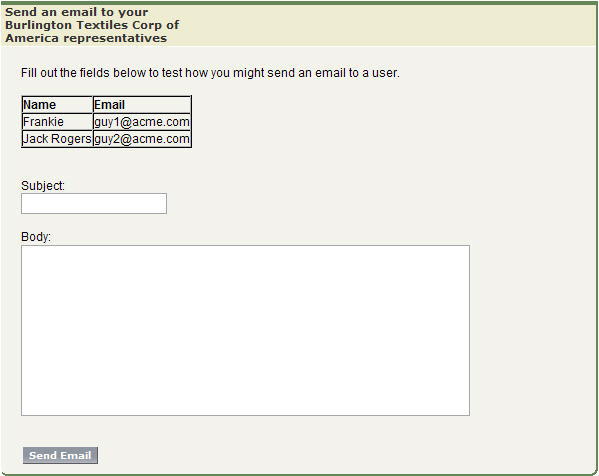 Send an email to your
Burlington Textiles Corp of
America representatives
Fill out the fields below to test how you might send an email to a user.
Name Email
Frankie guy1@acme.com
Jack Rogers guy2@acme.com
Subject:
Body:
Send Email